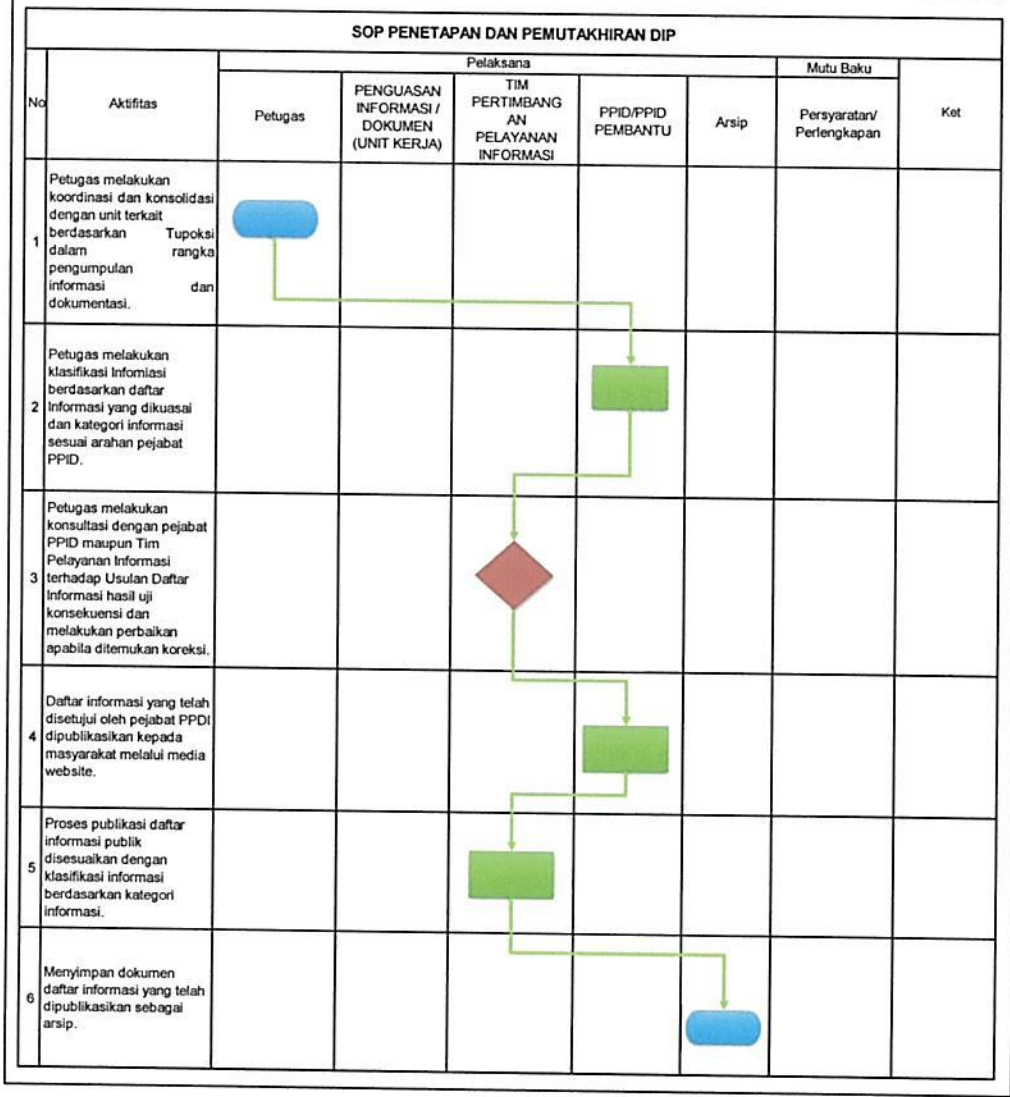 SOP PENETAPAN DAN PEMUTAKHIRAN DIP
No
Aktifitas
Pelaksana
Mutu Baku
Ket
Petugas
PENGUASAN
INFORMASI /
DOKUMEN
(UNIT KERJA)
TIM
PERTIMBANG
AN
PELAYANAN
INFORMASI
PPID/PPID
PEMBANTU
Arsip
Persyaratan/
Perlengkapan
1
Petugas melakukan
koordinasi dan konsolidasi
dengan unit terkait
berdasarkan Tupoksi
dalam rangka
pengumpulan
informasi dan
dokumentasi.
2
Petugas melakukan
klasifikasi Infomiasi
berdasarkan daftar
Informasi yang dikuasai
dan kategori informasi
sesuai arahan pejabat
PPID.
3
Petugas melakukan
konsultasi dengan pejabat
PPID maupun Tim
Pelayanan Informasi
terhadap Usulan Daftar
Informasi hasil uji
konsekuensi dan
melakukan perbaikan
apabila ditemukan koreksi.
4
Daftar informasi yang telah
disetujui oleh pejabat PPDI
dipublikasikan kepada
masyarakat melalui media
website.
5
Proses publikasi daftar
informasi publik
disesuaikan dengan
klasifikasi informasi
berdasarkan kategori
informasi.
6
Menyimpan dokumen
daftar informasi yang telah
dipublikasikan sebagai
arsip.